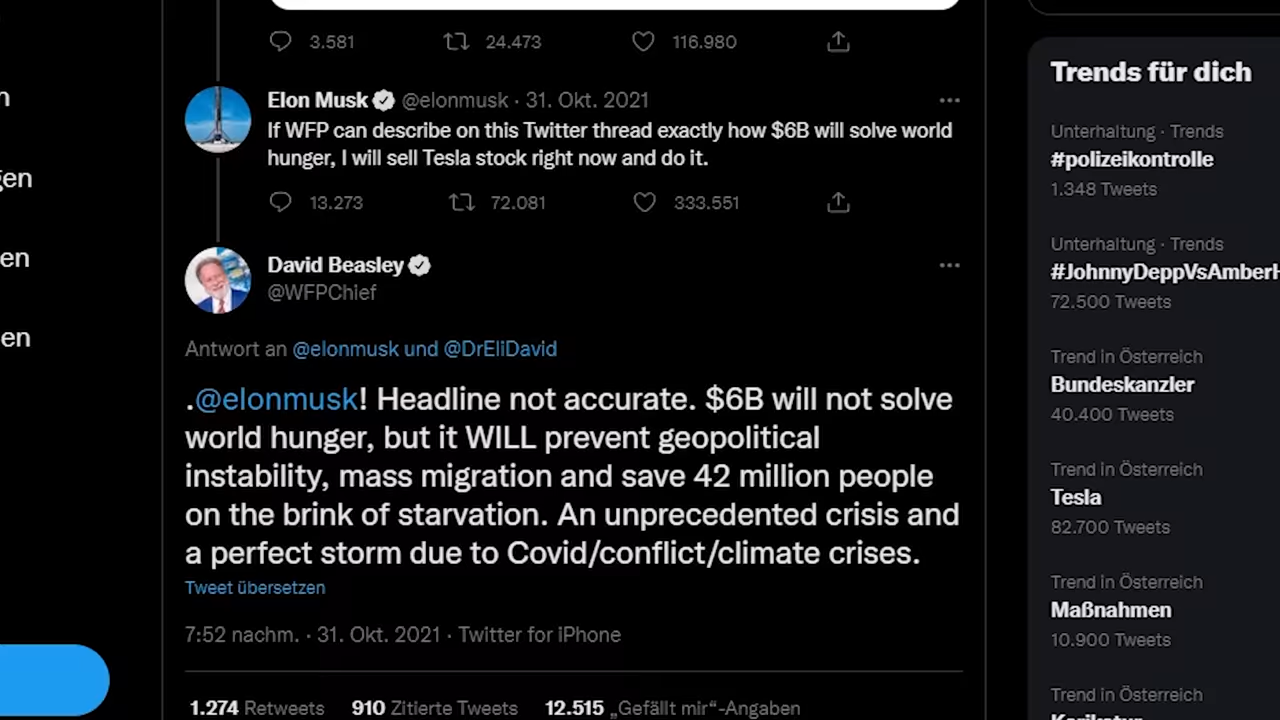 3.581 24.473 116.980
Elon Musk @elonmusk · 31. Okt. 2021
If WFP can describe on this Twitter thread exactly how $6B will solve world
hunger, I will sell Tesla stock right now and do it.
13.273 72.081 333.551
David Beasley
@WFPChief
Antwort an @elonmusk und @DrEliDavid
.@elonmusk! Headline not accurate. $6B will not solve
world hunger, but it WILL prevent geopolitical
instability, mass migration and save 42 million people
on the brink of starvation. An unprecedented crisis and
a perfect storm due to Covid/conflict/climate crises.
Tweet übersetzen
7:52 nachm. · 31. Okt. 2021 · Twitter for iPhone
1.274 Retweets 910 Zitierte Tweets 12.515 „Gefällt mir“-Angaben
gen
en
en
Trends für dich
Unterhaltung · Trends
#polizeikontrolle
1.348 Tweets
Unterhaltung · Trends
#JohnnyDeppVsAmberH
72.500 Tweets
Trend in Österreich
Bundeskanzler
40.400 Tweets
Trend in Österreich
Tesla
82.700 Tweets
Trend in Österreich
Maßnahmen
10.900 Tweets
Trend in Österreich